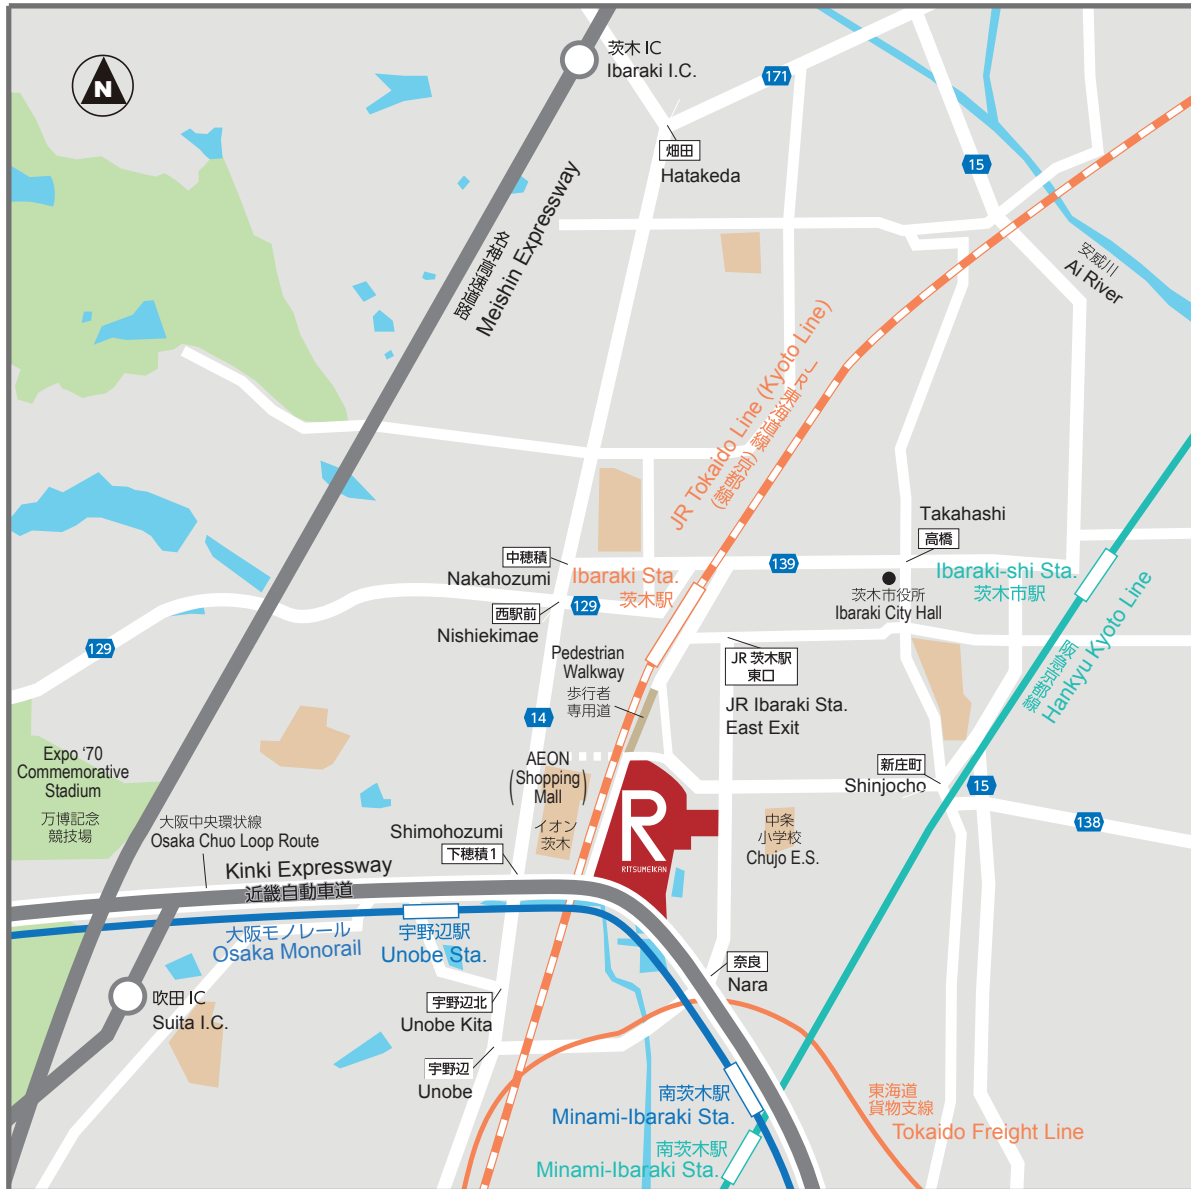 N
茨木 IC
Ibaraki I.C.
171
畑田
Hatakeda
15
名神高速道路
Meishin Expressway
安威川
Ai River
JR Tokaido Line (Kyoto Line)
JR東海道線(京都線)
Takahashi
高橋
中穂積
Nakahozumi
Ibaraki Sta.
茨木駅
139
Ibaraki-shi Sta.
茨木市駅
茨木市役所
Ibaraki City Hall
西駅前
129
Nishiekimae
129
Pedestrian
Walkway
歩行者
専用道
JR 茨木駅
東口
JR Ibaraki Sta.
East Exit
阪急京都線
Hankyu Kyoto Line
14
Expo ‘70
Commemorative
Stadium
万博記念
競技場
AEON
(Shopping
Mall)
イオン
茨木
新庄町
Shinjocho
15
138
大阪中央環状線
Osaka Chuo Loop Route
Shimohozumi
下穂積1
R
RITSUMEIKAN
中条
小学校
Chujo E.S.
Kinki Expressway
近畿自動車道
大阪モノレール
Osaka Monorail
宇野辺駅
Unobe Sta.
奈良
Nara
吹田 IC
Suita I.C.
宇野辺北
Unobe Kita
宇野辺
Unobe
南茨木駅
Minami-Ibaraki Sta.
南茨木駅
Minami-Ibaraki Sta.
東海道
貨物支線
Tokaido Freight Line